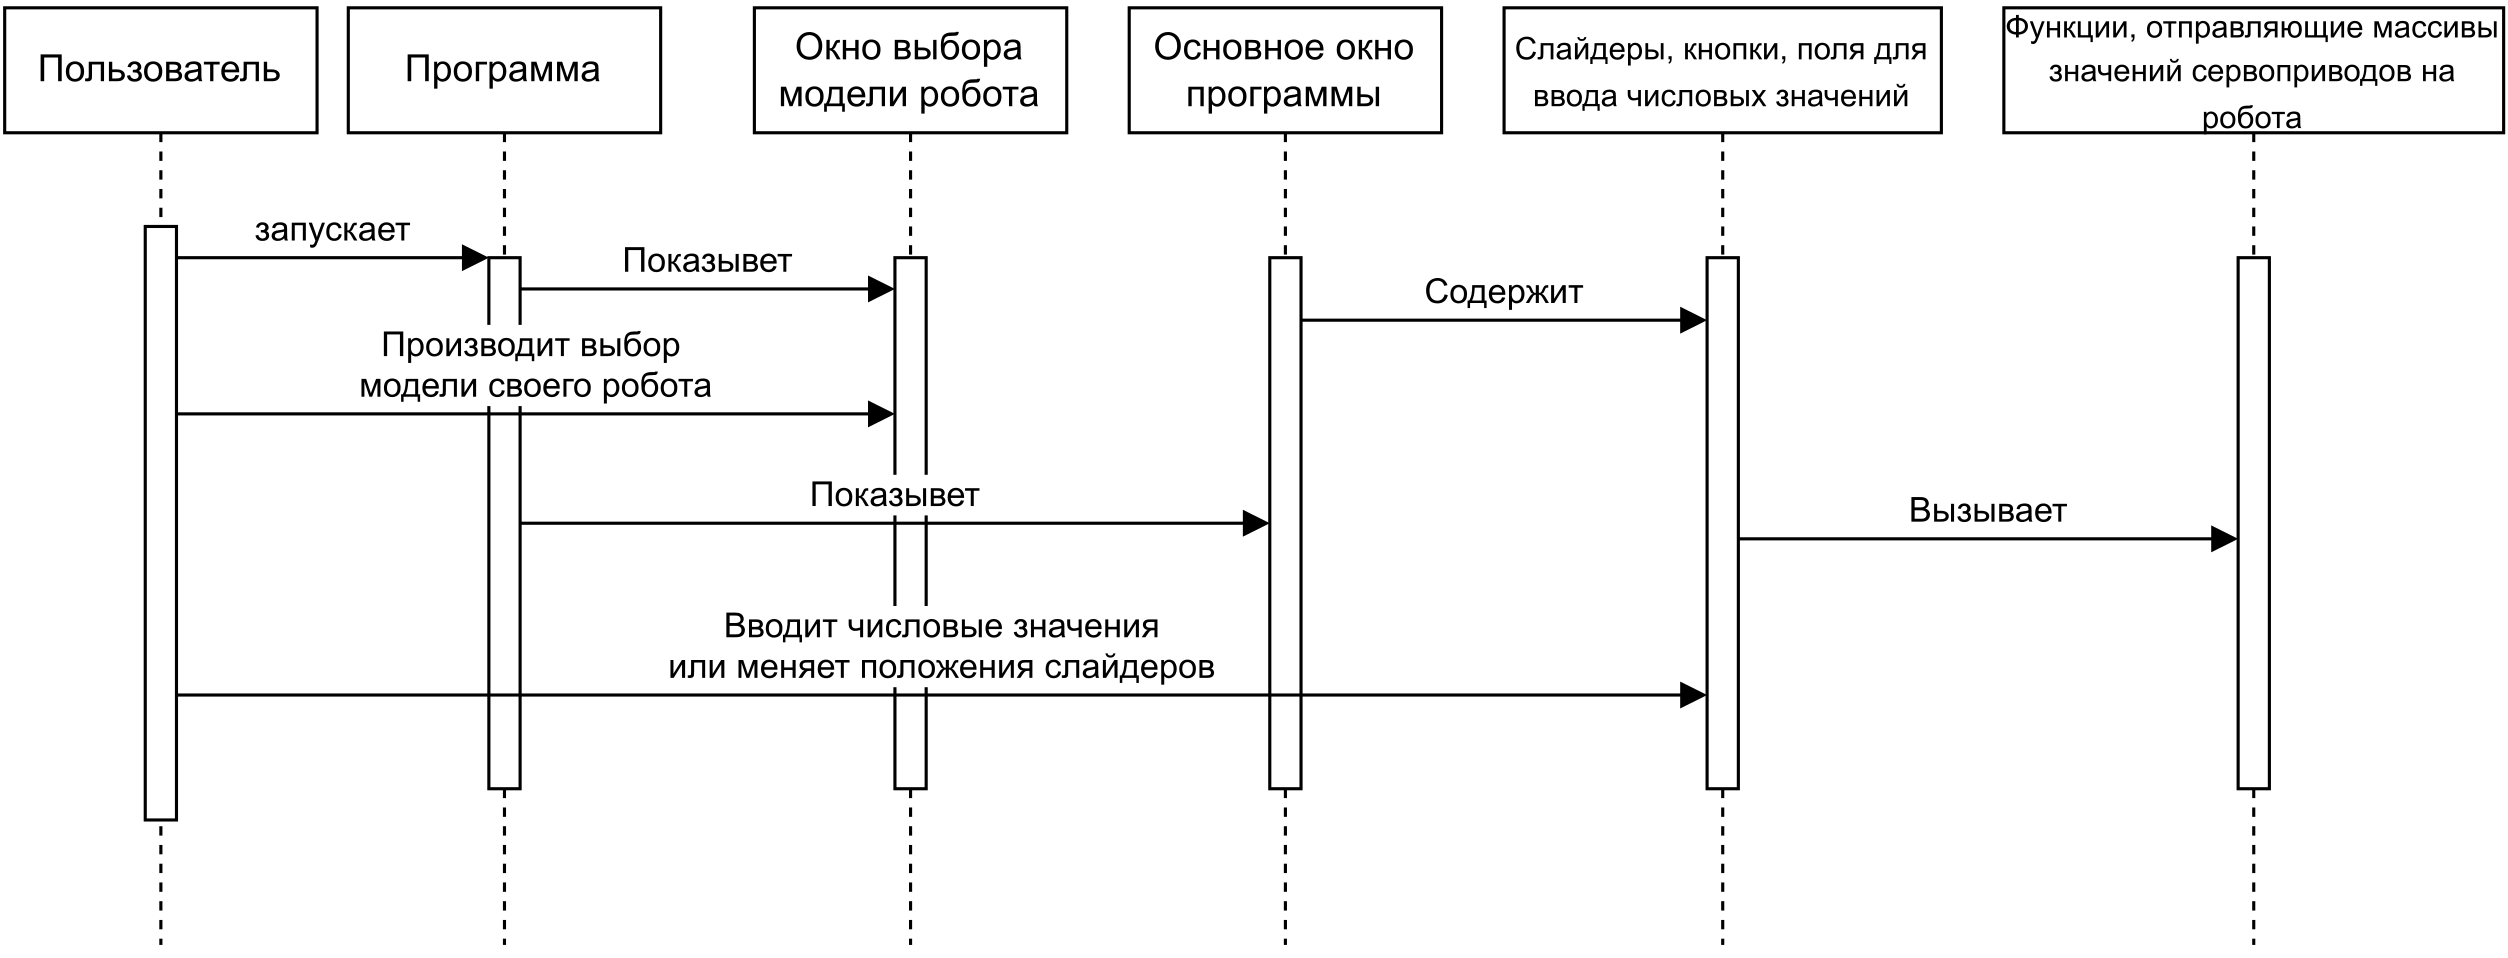 Пользователь
Программа
Окно выбора
модели робота
Основное окно
программы
Слайдеры, кнопки, поля для
ввода числовых значений
Функции, отправляющие массивы
значений сервоприводов на
робота
запускает
Показывет
Содержит
Производит выбор
модели своего робота
Показывет
Вызывает
Вводит числовые значения
или меняет положения слайдеров